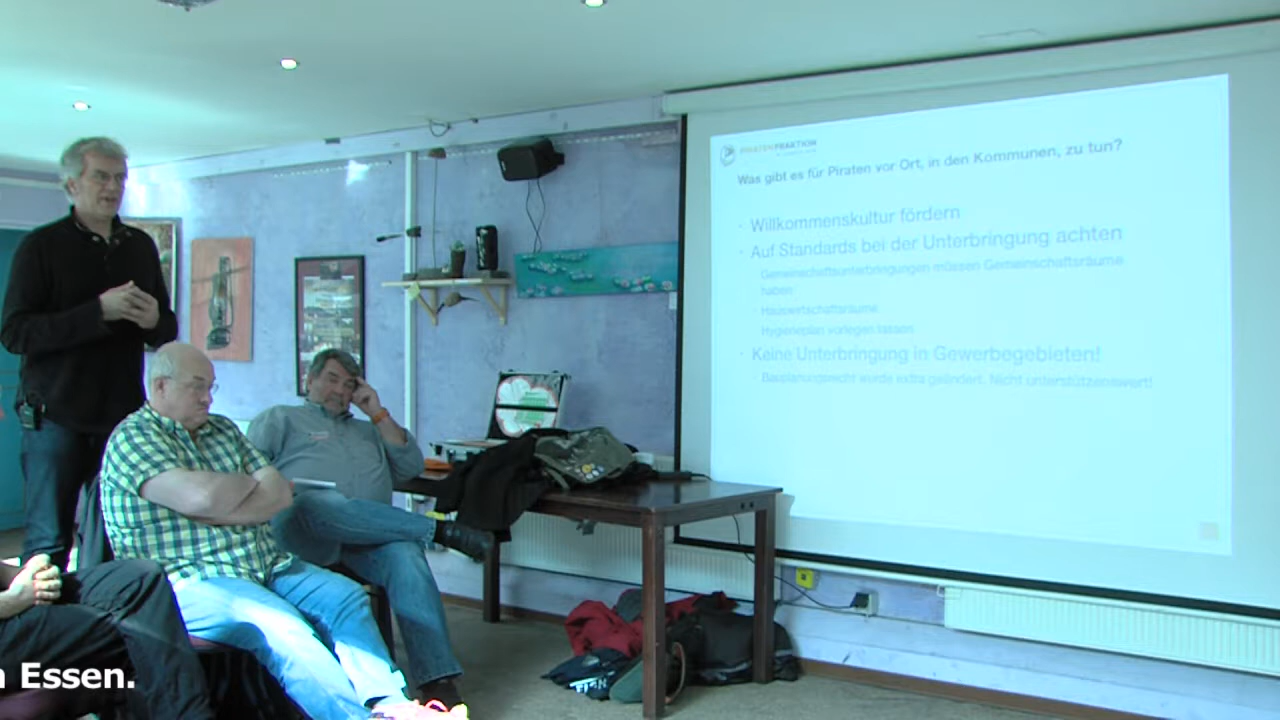 PIRATENFRAKTION
Was gibt es für Piraten vor Ort, in den Kommunen, zu tun?
- Willkommenskultur fördern
- Auf Standards bei der Unterbringung achten
Gemeinschaftsunterbringungen müssen Gemeinschaftsräume
haben
- Hauswirtschaftsräume
Hygieneplan vorlegen lassen
- Keine Unterbringung in Gewerbegebieten!
- Bauplanungsrecht wurde extra geändert. Nicht unterstützenswert!
Essen.